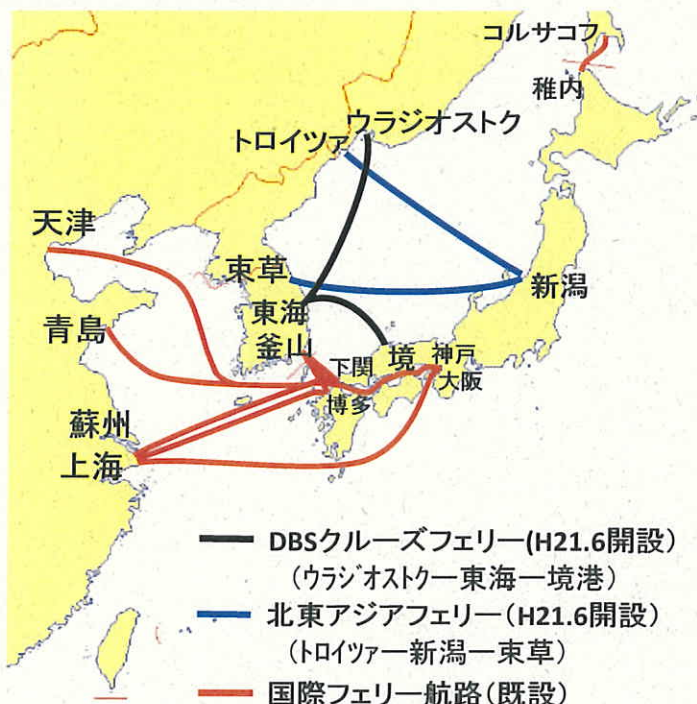 コルサコフ
稚内
ウラジオストク
トロイツァ
天津
束草
新潟
東海
青島
釜山
下関
境
神戸
大阪
博多
蘇州
上海
DBSクルーズフェリー(H21.6開設)
(ウラジオストクー東海ー境港)
北東アジアフェリー(H21.6開設)
(トロイツァー新潟ー束草)
国際フェリー航路(既設)